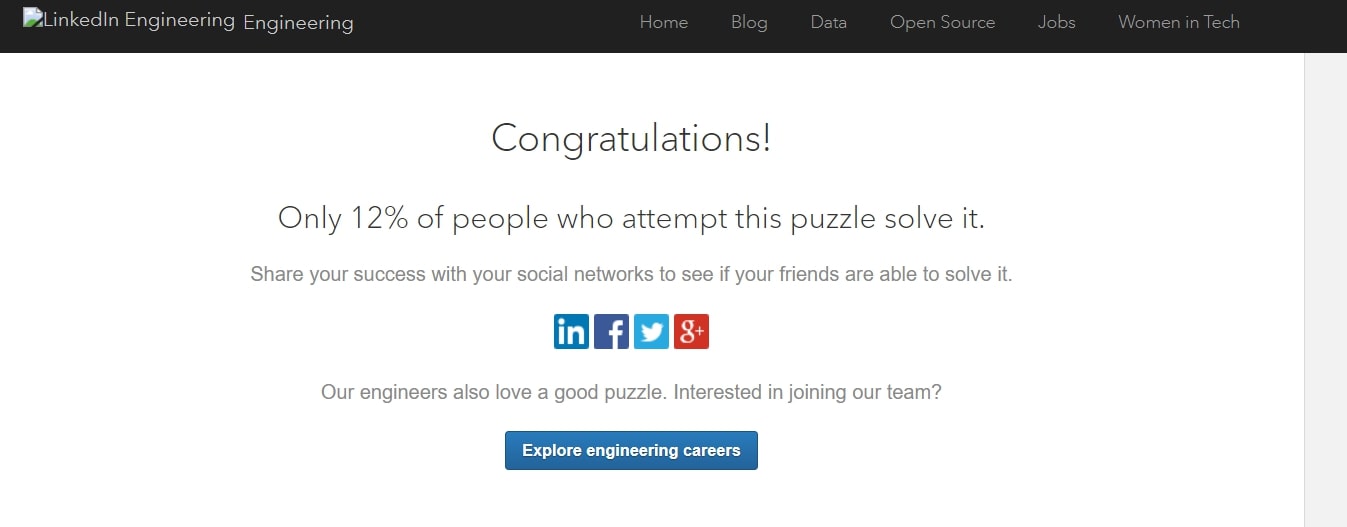 LinkedIn Engineering Engineering Home Blog Data Open Source Jobs Women in Tech
Congratulations!
Only 12% of people who attempt this puzzle solve it.
Share your success with your social networks to see if your friends are able to solve it.
in f g+
Our engineers also love a good puzzle. Interested in joining our team?
Explore engineering careers